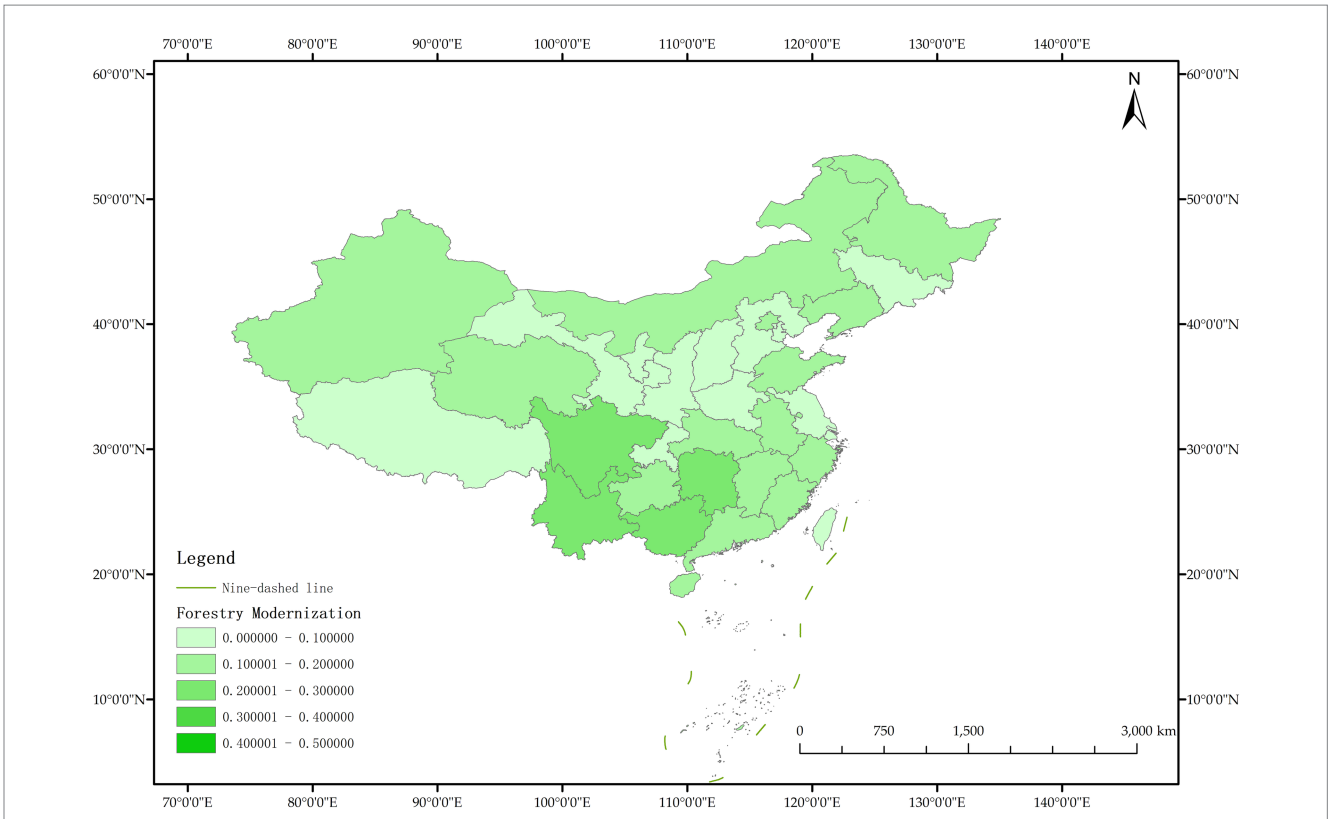 70°0'0"E 80°0'0"E 90°0'0"E 100°0'0"E 110°0'0"E 120°0'0"E 130°0'0"E 140°0'0"E
60°0'0"N 60°0'0"N
N
50°0'0"N 50°0'0"N
40°0'0"N 40°0'0"N
30°0'0"N 30°0'0"N
20°0'0"N 20°0'0"N
10°0'0"N 10°0'0"N
Legend
Nine-dashed line
Forestry Modernization
0.000000 - 0.100000
0.100001 - 0.200000
0.200001 - 0.300000
0.300001 - 0.400000
0.400001 - 0.500000
0 750 1,500 3,000 km
70°0'0"E 80°0'0"E 90°0'0"E 100°0'0"E 110°0'0"E 120°0'0"E 130°0'0"E 140°0'0"E